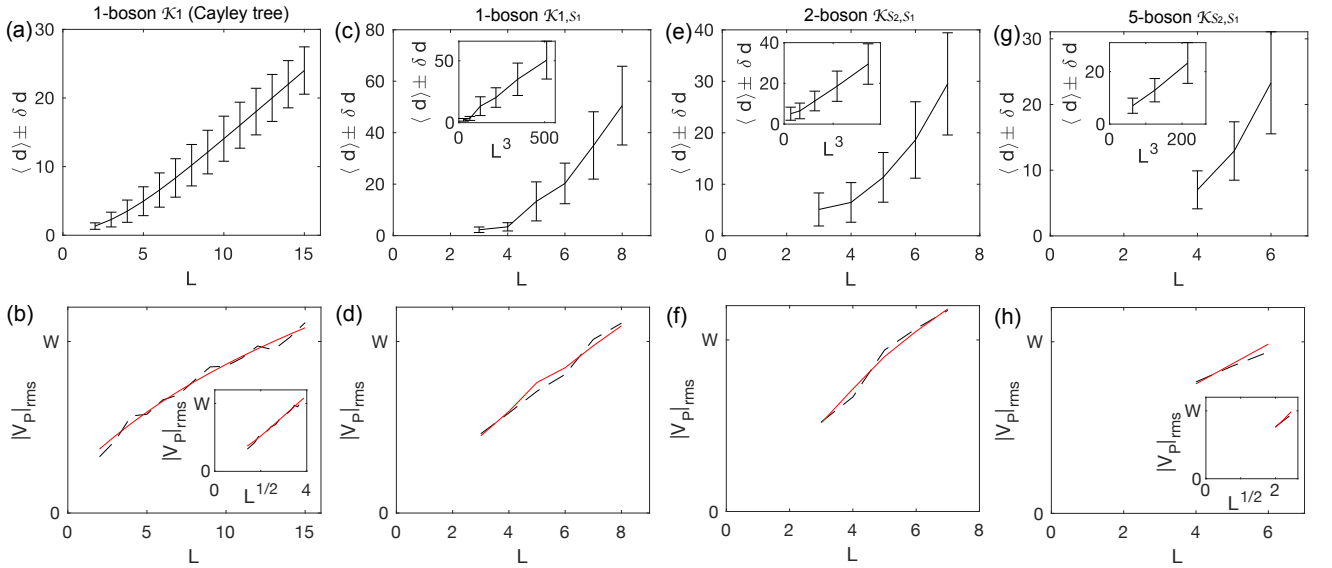 1-boson 𝒦1 (Cayley tree)
(a)
30
20
10
0
⟨ d⟩ ± δ d
0 5 10 15
L
1-boson 𝒦1,S1
(c)
80
60
40
20
0
⟨ d⟩ ± δ d
50
0
⟨ d⟩ ± δ d
0 500
L³
0 2 4 6 8
L
2-boson 𝒦S2,S1
(e)
40
30
20
10
0
⟨ d⟩ ± δ d
40
20
0
⟨ d⟩ ± δ d
L³
0 2 4 6 8
L
5-boson 𝒦S2,S1
(g)
30
20
10
0
⟨ d⟩ ± δ d
20
0
⟨ d⟩ ± δ d
0 200
L³
0 2 4 6
L
(b)
W
0
|VP|rms
W
0
|VP|rms
0 4
L1/2
0 5 10 15
L
(d)
W
0
|VP|rms
0 2 4 6 8
L
(f)
W
0
|VP|rms
0 2 4 6 8
L
(h)
W
0
|VP|rms
W
0
|VP|rms
0 2
L1/2
0 2 4 6
L